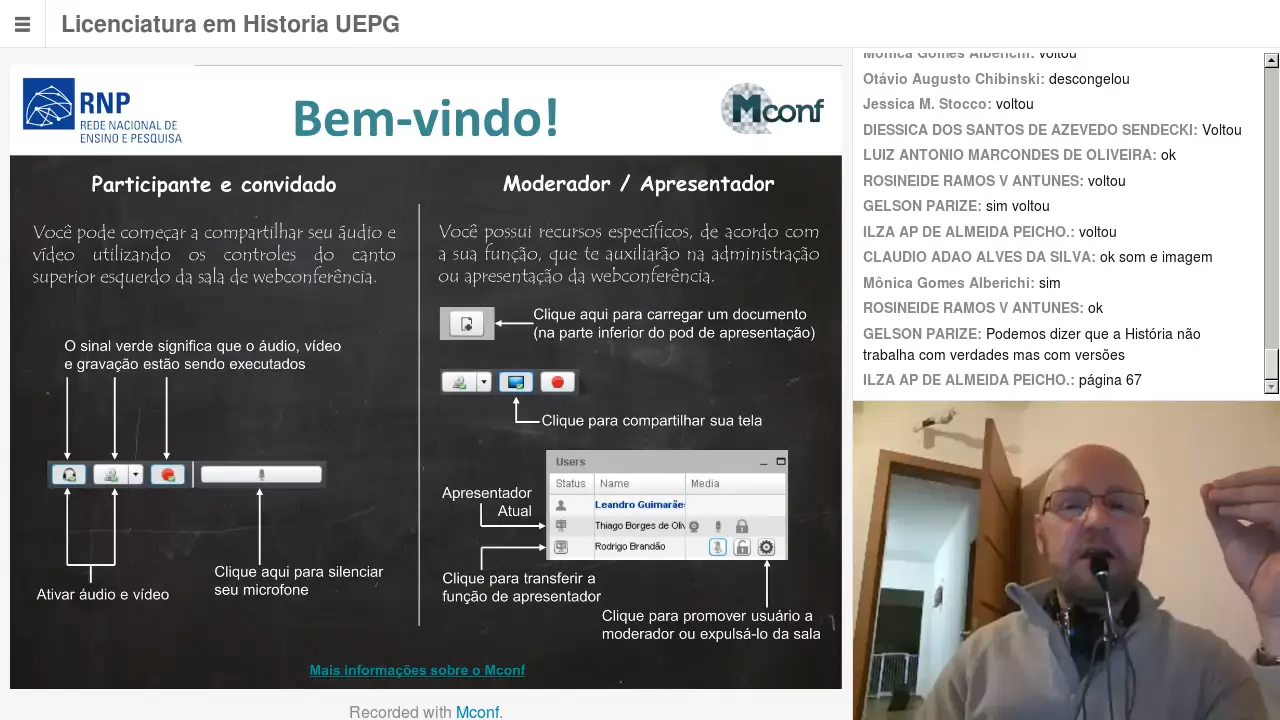 Licenciatura em Historia UEPG
RNP
REDE NACIONAL DE
ENSINO E PESQUISA
Bem-vindo!
Mconf
Participante e convidado
Você pode começar a compartilhar seu áudio e
vídeo utilizando os controles do canto
superior esquerdo da sala de webconferência.
O sinal verde significa que o áudio, vídeo
e gravação estão sendo executados
Ativar áudio e vídeo
Clique aqui para silenciar
seu microfone
Moderador / Apresentador
Você possui recursos específicos, de acordo com
a sua função, que te auxiliarão na administração
ou apresentação da webconferência.
Clique aqui para carregar um documento
(na parte inferior do pod de apresentação)
Clique para compartilhar sua tela
Users
Status Name Media
Leandro Guimarães
Thiago Borges de Oliv
Rodrigo Brandão
Apresentador
Atual
Clique para transferir a
função de apresentador
Clique para promover usuário a
moderador ou expulsá-lo da sala
Mais informações sobre o Mconf
Recorded with Mconf.
Mônica Gomes Alberichi: voltou
Otávio Augusto Chibinski: descongelou
Jessica M. Stocco: voltou
DIESSICA DOS SANTOS DE AZEVEDO SENDECKI: Voltou
LUIZ ANTONIO MARCONDES DE OLIVEIRA: ok
ROSINEIDE RAMOS V ANTUNES: voltou
GELSON PARIZE: sim voltou
ILZA AP DE ALMEIDA PEICHO.: voltou
CLAUDIO ADAO ALVES DA SILVA: ok som e imagem
Mônica Gomes Alberichi: sim
ROSINEIDE RAMOS V ANTUNES: ok
GELSON PARIZE: Podemos dizer que a História não
trabalha com verdades mas com versões
ILZA AP DE ALMEIDA PEICHO.: página 67